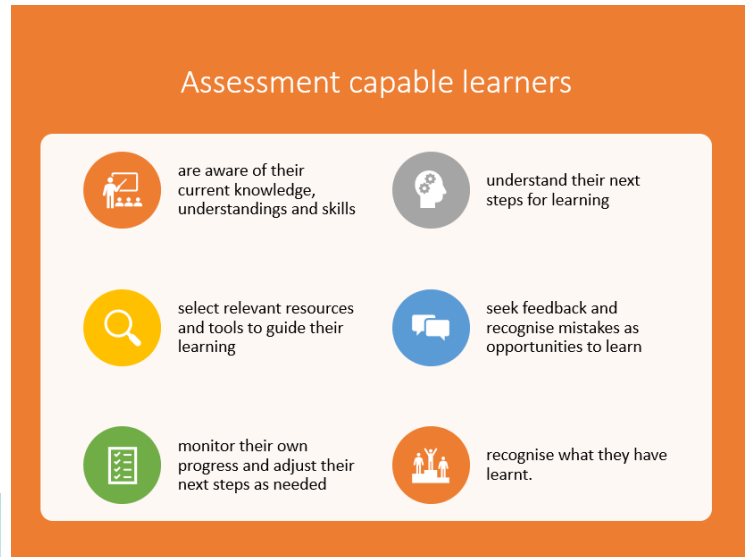 Assessment capable learners
are aware of their
current knowledge,
understandings and skills
understand their next
steps for learning
select relevant resources
and tools to guide their
learning
seek feedback and
recognise mistakes as
opportunities to learn
monitor their own
progress and adjust their
next steps as needed
recognise what they have
learnt.